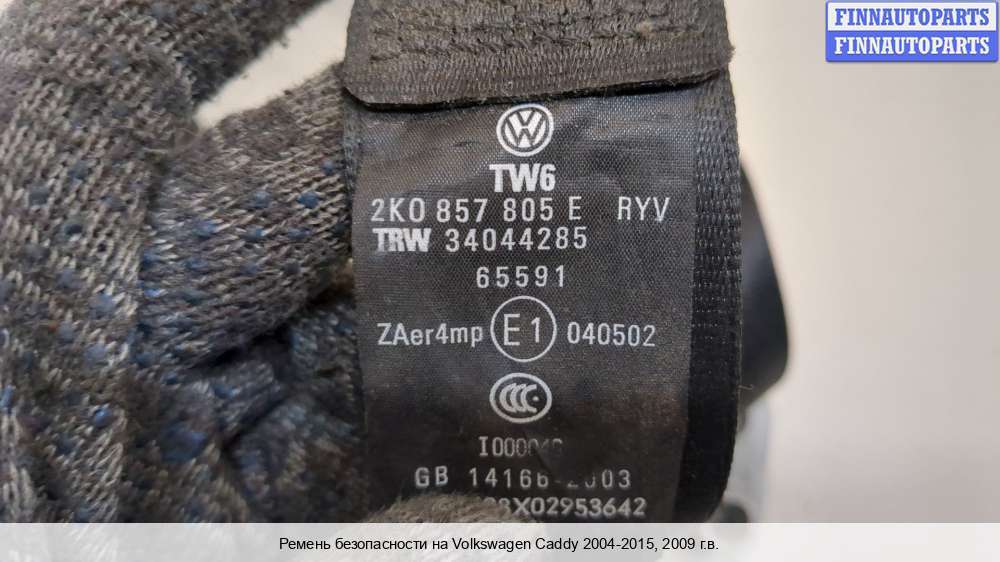 FINNAUTOPARTS
FINNAUTOPARTS
TW6
2K0 857 805 E RYV
TRW 34044285
65591
ZAer4mp E1 040502
CCC
GB 14166-2003
Ремень безопасности на Volkswagen Caddy 2004-2015, 2009 г.в.